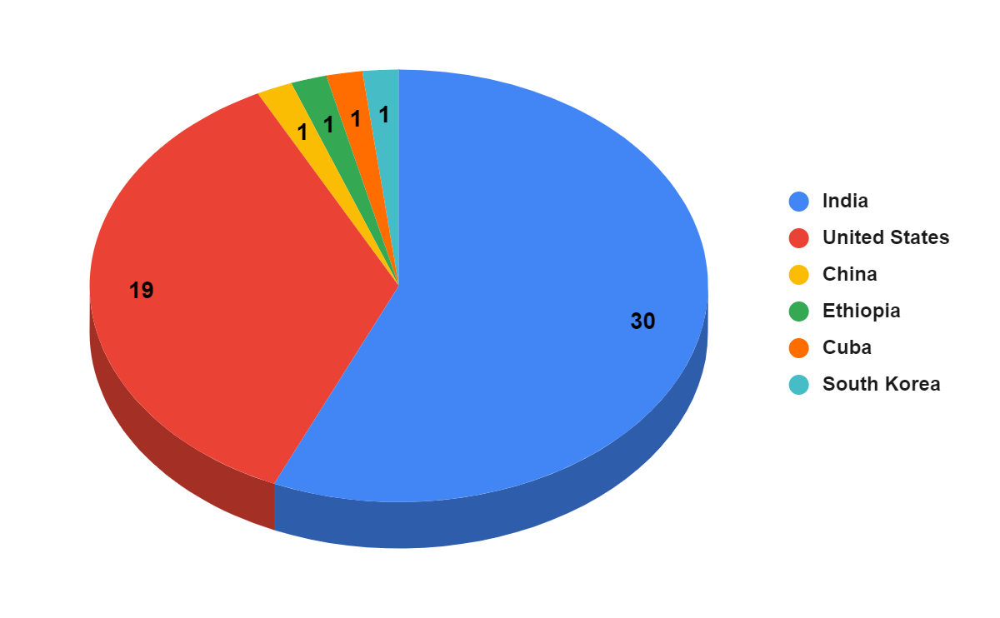 1
1
1
1
19
30
India
United States
China
Ethiopia
Cuba
South Korea